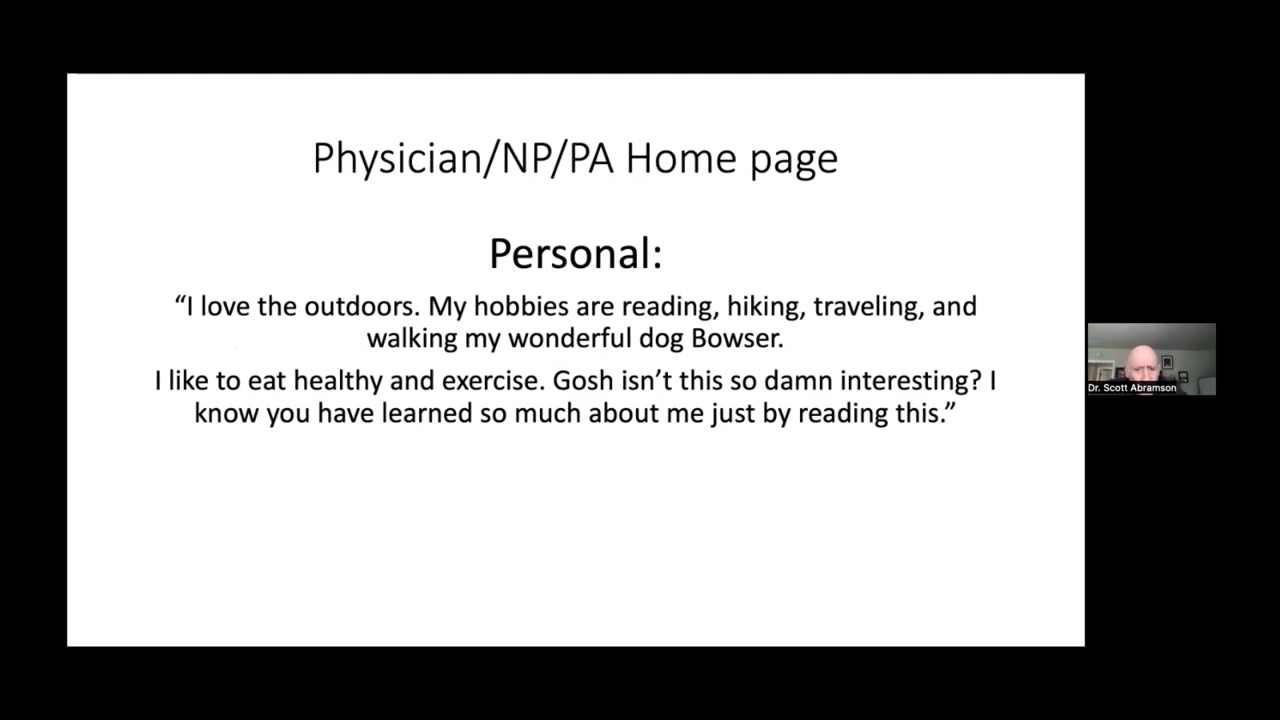 Physician/NP/PA Home page
Personal:
“I love the outdoors. My hobbies are reading, hiking, traveling, and
walking my wonderful dog Bowser.
I like to eat healthy and exercise. Gosh isn’t this so damn interesting? I
know you have learned so much about me just by reading this.”
Dr. Scott Abramson